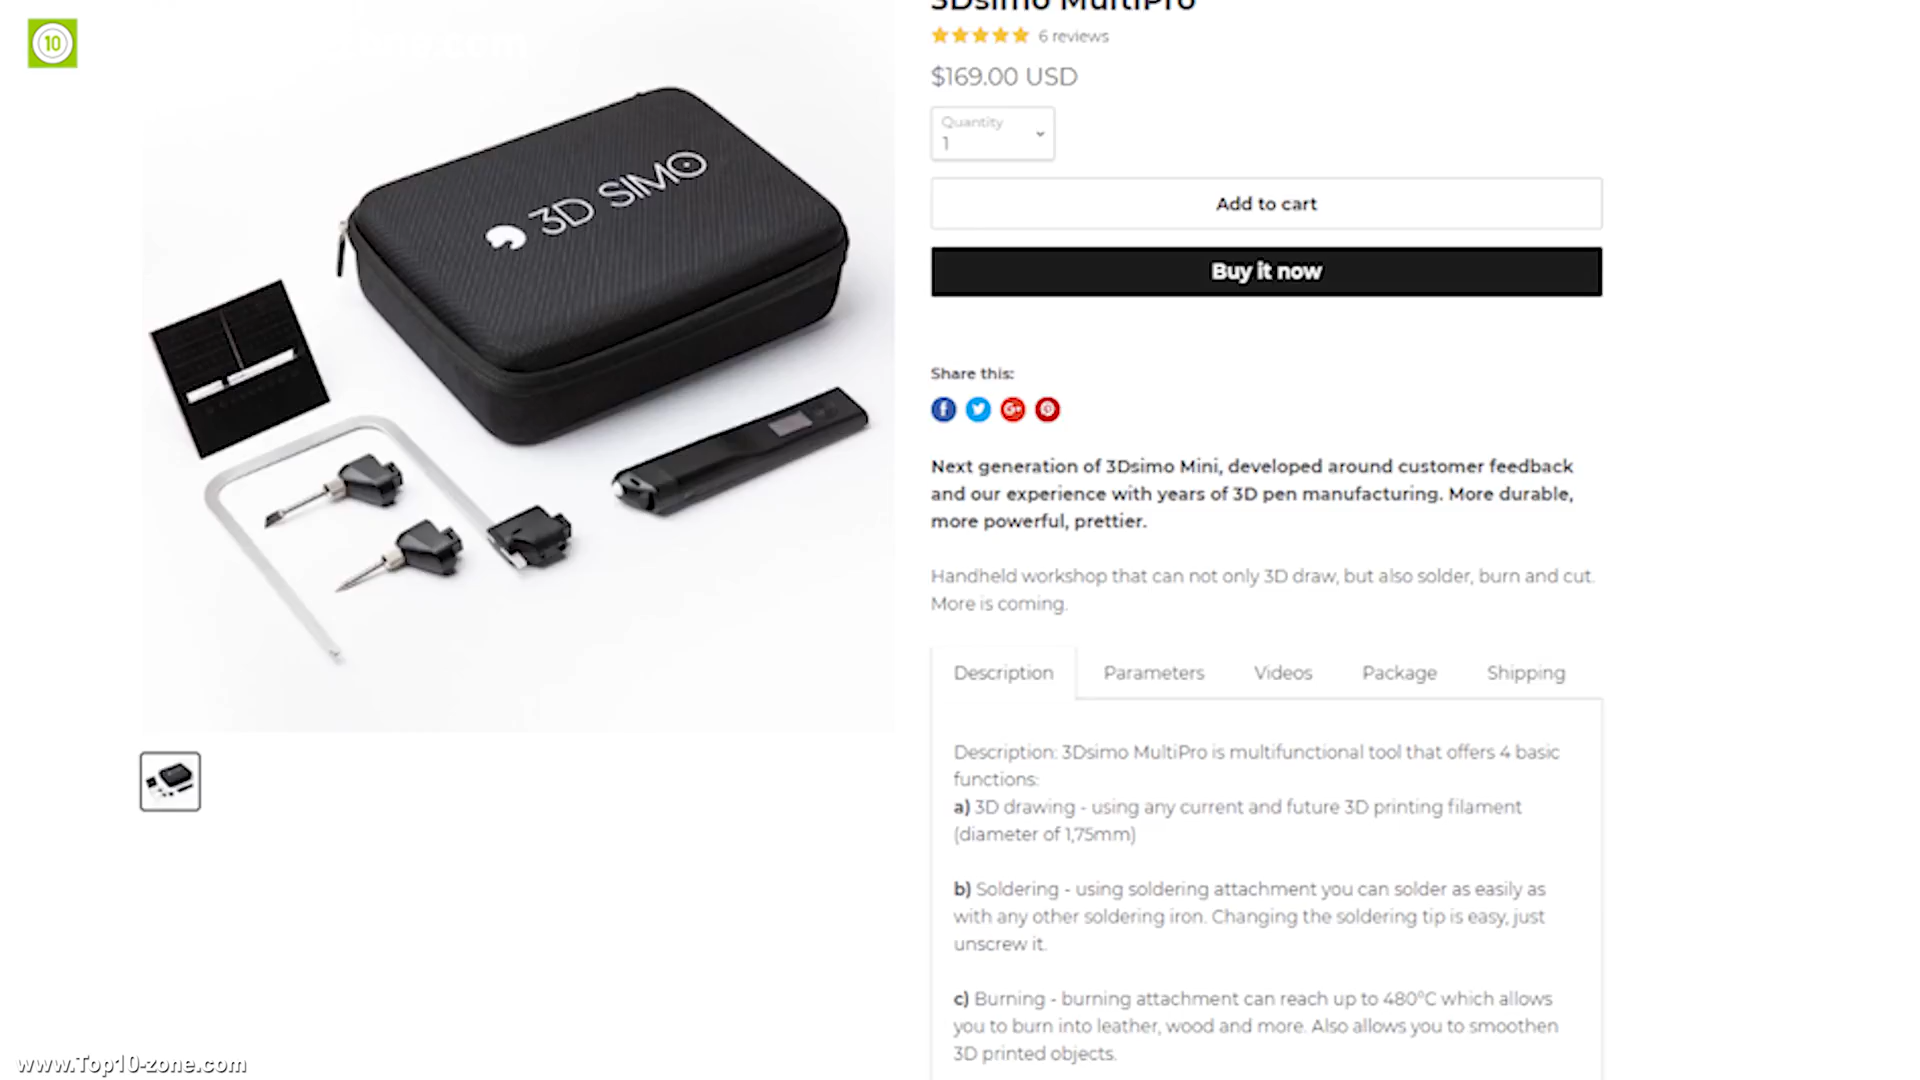 10
3Dsimo MultiPro
6 reviews
$169.00 USD
Quantity
1
Add to cart
Buy it now
3D SIMO
Share this:
Next generation of 3Dsimo Mini, developed around customer feedback
and our experience with years of 3D pen manufacturing. More durable,
more powerful, prettier.
Handheld workshop that can not only 3D draw, but also solder, burn and cut.
More is coming.
Description
Parameters
Videos
Package
Shipping
Description: 3Dsimo MultiPro is multifunctional tool that offers 4 basic
functions:
a) 3D drawing - using any current and future 3D printing filament
(diameter of 1,75mm)
b) Soldering - using soldering attachment you can solder as easily as
with any other soldering iron. Changing the soldering tip is easy, just
unscrew it.
c) Burning - burning attachment can reach up to 480°C which allows
you to burn into leather, wood and more. Also allows you to smoothen
3D printed objects.
www.Top10-zone.com